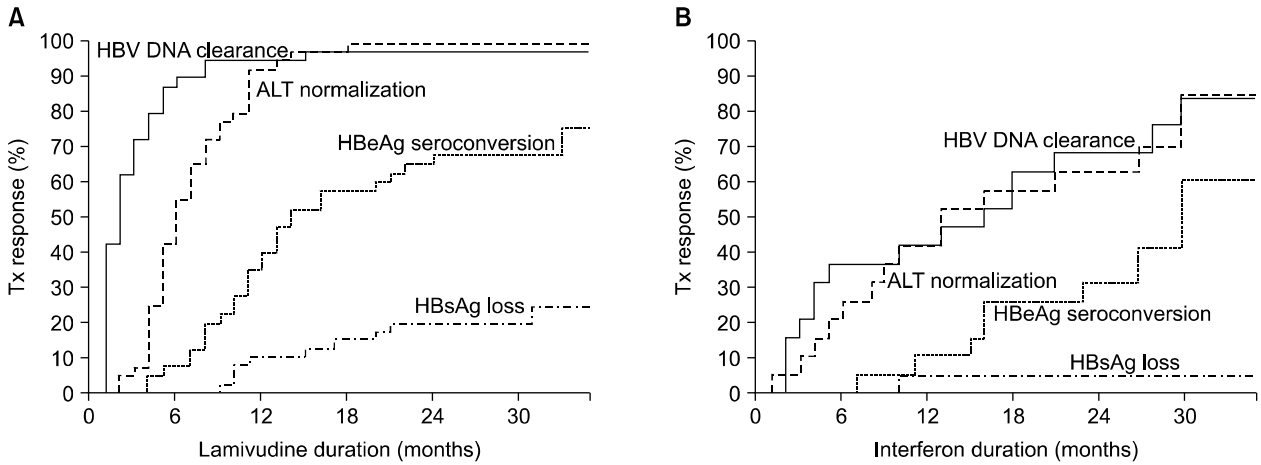 A
Tx response (%)
100
90
80
70
60
50
40
30
20
10
0
HBV DNA clearance
ALT normalization
HBeAg seroconversion
HBsAg loss
0 6 12 18 24 30
Lamivudine duration (months)
B
Tx response (%)
100
90
80
70
60
50
40
30
20
10
0
HBV DNA clearance
ALT normalization
HBeAg seroconversion
HBsAg loss
0 6 12 18 24 30
Interferon duration (months)